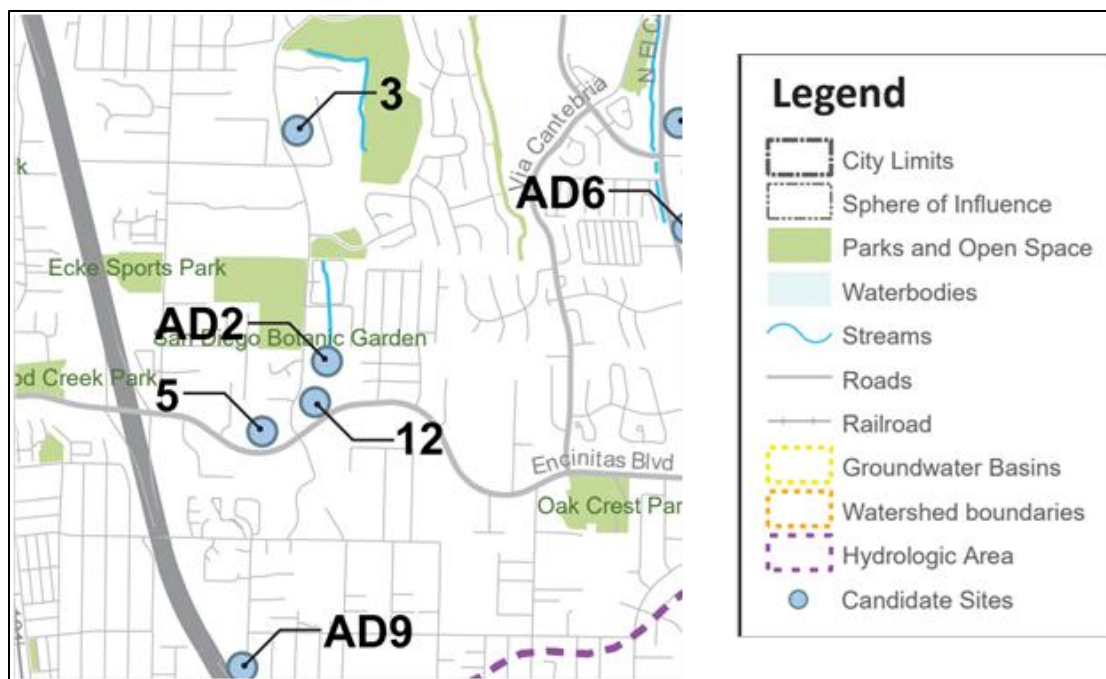 3
Via Cantebria
N El C
AD6
Ecke Sports Park
AD2
San Diego Botanic Garden
od Creek Park
5
12
Encinitas Blvd
Oak Crest Par
AD9
Legend
City Limits
Sphere of Influence
Parks and Open Space
Waterbodies
Streams
Roads
Railroad
Groundwater Basins
Watershed boundaries
Hydrologic Area
Candidate Sites